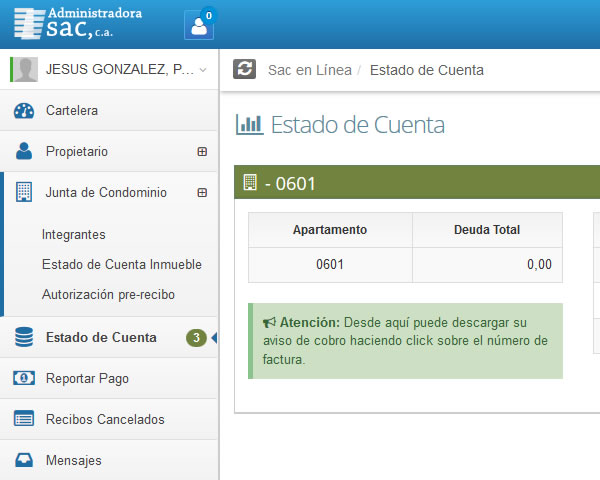 Administradora
sac, c.a.
0
JESUS GONZALEZ, P...
Sac en Línea / Estado de Cuenta
Cartelera
Propietario
Junta de Condominio
Integrantes
Estado de Cuenta Inmueble
Autorización pre-recibo
Estado de Cuenta 3
Reportar Pago
Recibos Cancelados
Mensajes
Estado de Cuenta
- 0601
Apartamento Deuda Total
0601 0,00
Atención: Desde aquí puede descargar su
aviso de cobro haciendo click sobre el número de
factura.